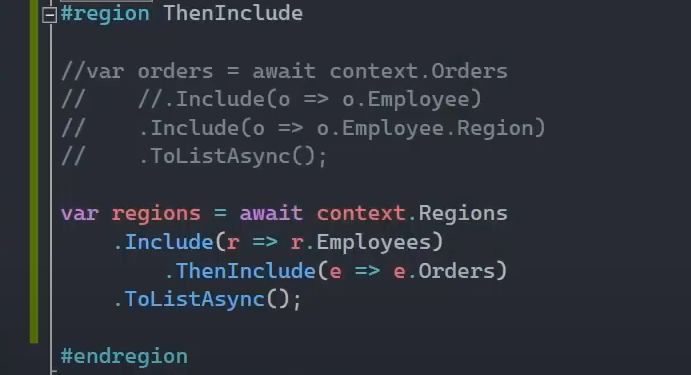 #region ThenInclude
//var orders = await context.Orders
//    //.Include(o => o.Employee)
//    .Include(o => o.Employee.Region)
//    .ToListAsync();
var regions = await context.Regions
    .Include(r => r.Employees)
        .ThenInclude(e => e.Orders)
    .ToListAsync();
#endregion